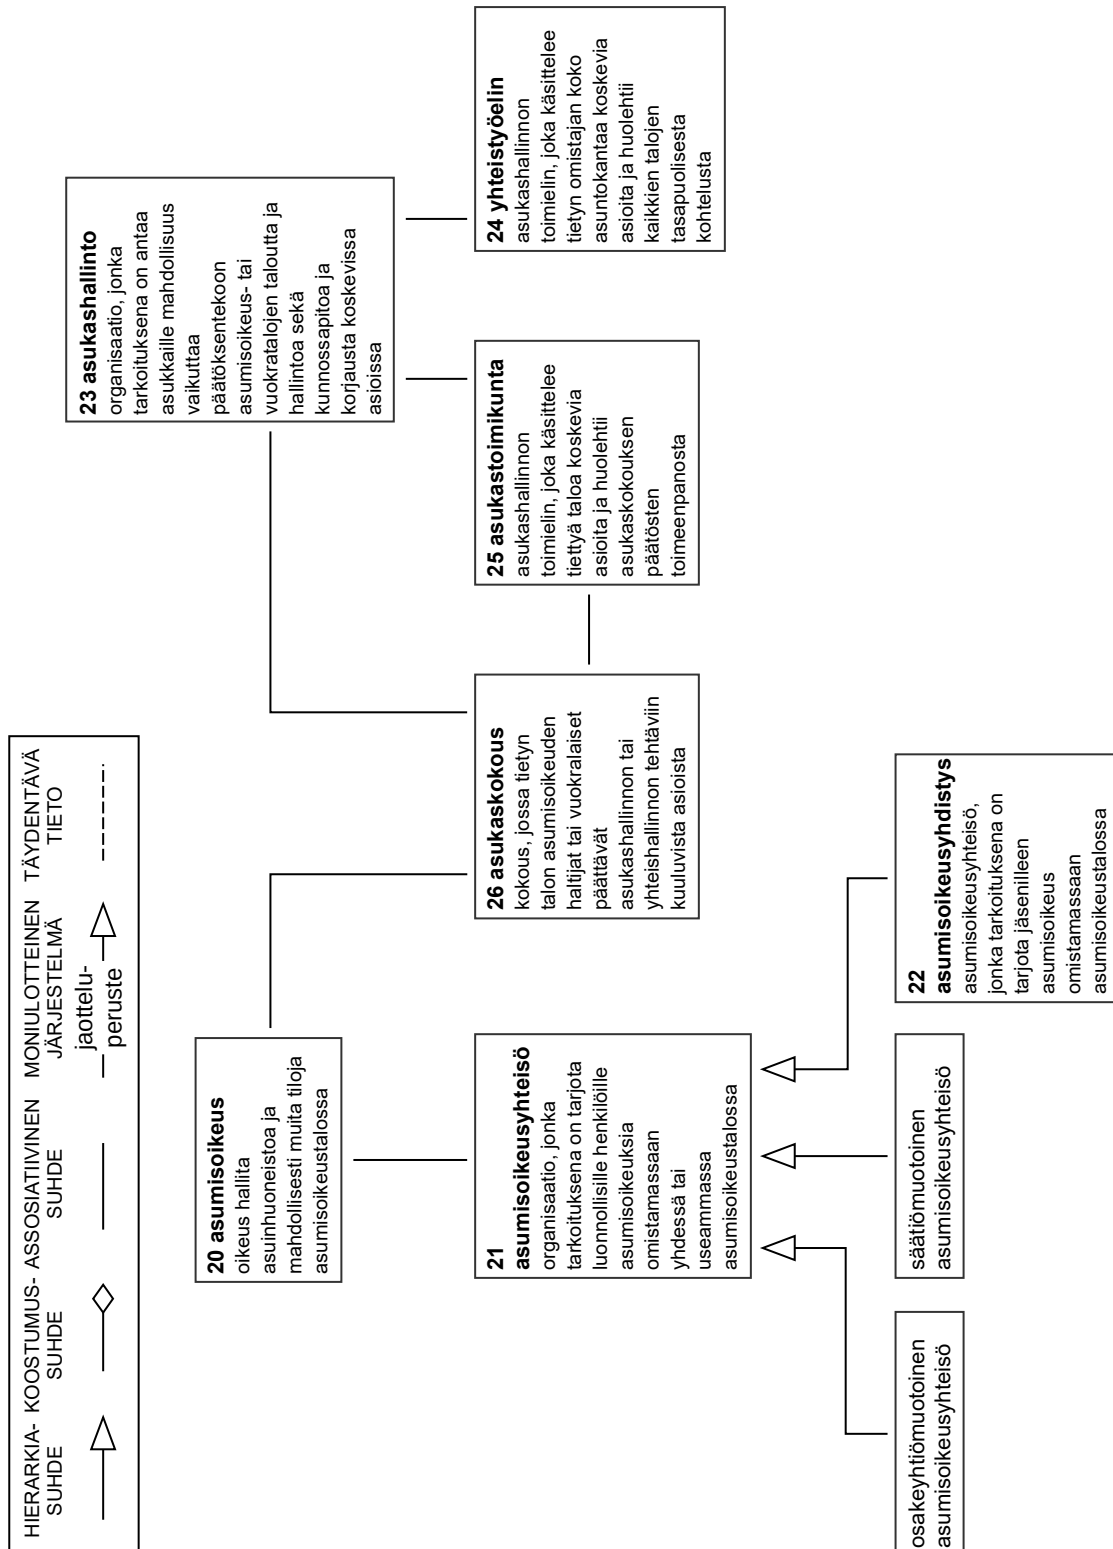 HIERARKIA- KOOSTUMUS- ASSOSIATIIVINEN MONIULOTTEINEN TÄYDENTÄVÄ
SUHDE SUHDE SUHDE JÄRJESTELMÄ TIETO
jaottelu-
peruste
23 asukashallinto
organisaatio, jonka
tarkoituksena on antaa
asukkaille mahdollisuus
vaikuttaa
päätöksentekoon
asumisoikeus- tai
vuokratalojen taloutta ja
hallintoa sekä
kunnossapitoa ja
korjausta koskevissa
asioissa
20 asumisoikeus
oikeus hallita
asuinhuoneistoa ja
mahdollisesti muita tiloja
asumisoikeustalossa
21
asumisoikeusyhteisö
organisaatio, jonka
tarkoituksena on tarjota
luonnollisille henkilöille
asumisoikeuksia
omistamassaan
yhdessä tai
useammassa
asumisoikeustalossa
26 asukaskokous
kokous, jossa tietyn
talon asumisoikeuden
haltijat tai vuokralaiset
päättävät
asukashallinnon tai
yhteishallinnon tehtäviin
kuuluvista asioista
25 asukastoimikunta
asukashallinnon
toimielin, joka käsittelee
tiettyä taloa koskevia
asioita ja huolehtii
asukaskokouksen
päätösten
toimeenpanosta
24 yhteistyöelin
asukashallinnon
toimielin, joka käsittelee
tietyn omistajan koko
asuntokantaa koskevia
asioita ja huolehtii
kaikkien talojen
tasapuolisesta
kohtelusta
osakeyhtiömuotoinen
asumisoikeusyhteisö
säätiömuotoinen
asumisoikeusyhteisö
22
asumisoikeusyhdistys
asumisoikeusyhteisö,
jonka tarkoituksena on
tarjota jäsenilleen
asumisoikeus
omistamassaan
asumisoikeustalossa